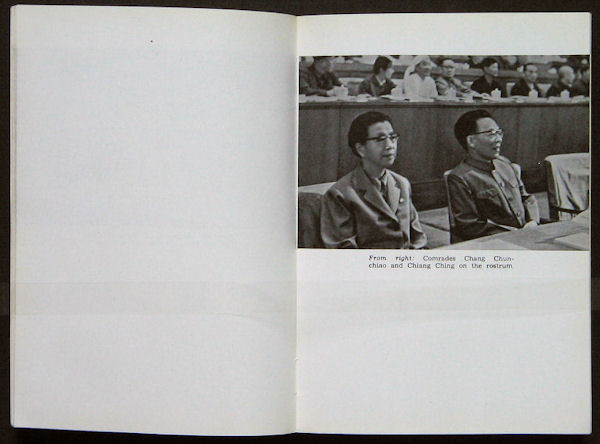 From right: Comrades Chang Chun-
chiao and Chiang Ching on the rostrum.